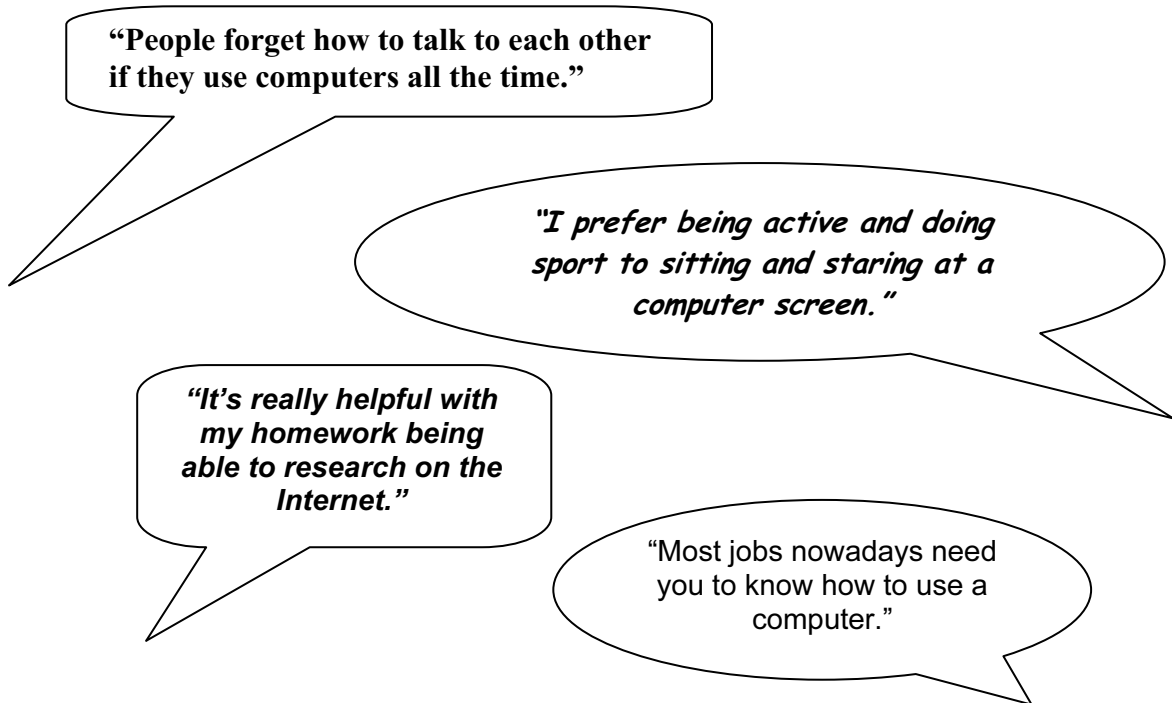 “People forget how to talk to each other
if they use computers all the time.”
“I prefer being active and doing
sport to sitting and staring at a
computer screen.”
“It’s really helpful with
my homework being
able to research on the
Internet.”
“Most jobs nowadays need
you to know how to use a
computer.”